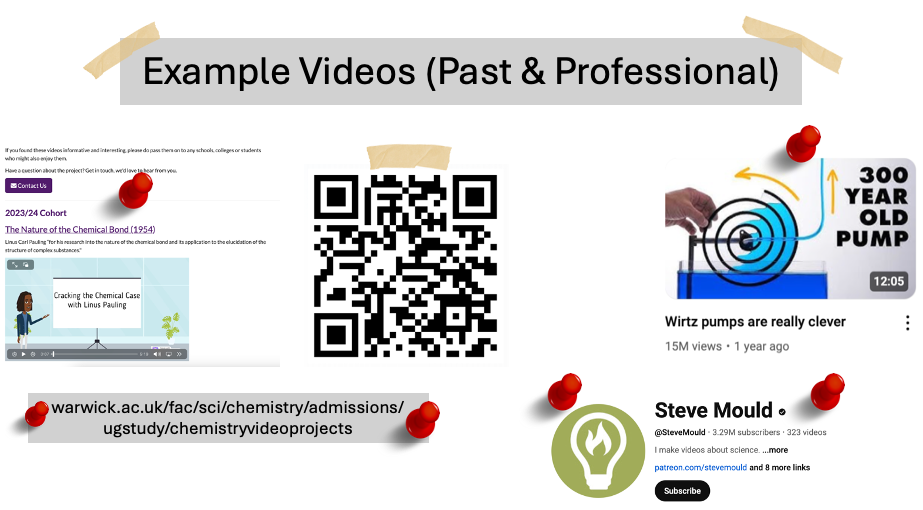 Example Videos (Past & Professional)
If you found these videos informative and interesting, please do pass them on to any schools, colleges or students
who might also enjoy them.
Have a question about the project? Get in touch, we'd love to hear from you.
Contact Us
2023/24 Cohort
The Nature of the Chemical Bond (1954)
Linus Carl Pauling "for his research into the nature of the chemical bond and its application to the elucidation of the
structure of complex substances."
Cracking the Chemical Case
with Linus Pauling
warwick.ac.uk/fac/sci/chemistry/admissions/
ugstudy/chemistryvideoprojects
300
YEAR
OLD
PUMP
12:05
Wirtz pumps are really clever
15M views • 1 year ago
Steve Mould
@SteveMould · 3.29M subscribers · 323 videos
I make videos about science. ...more
patreon.com/stevemould and 8 more links
Subscribe